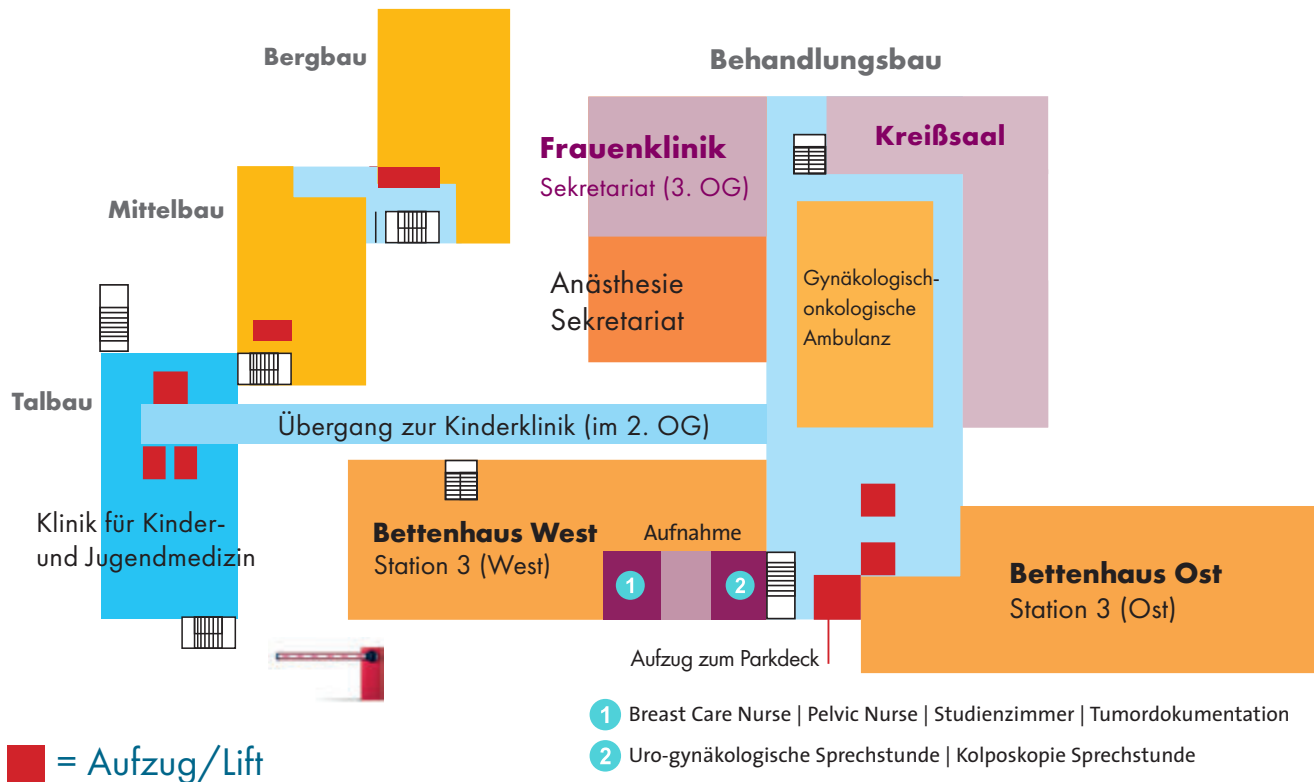 Bergbau
Behandlungsbau
Frauenklinik
Sekretariat (3. OG)
Kreißsaal
Mittelbau
Anästhesie
Sekretariat
Gynäkologisch-
onkologische
Ambulanz
Talbau
Übergang zur Kinderklinik (im 2. OG)
Klinik für Kinder-
und Jugendmedizin
Bettenhaus West
Station 3 (West)
Aufnahme
1
2
Bettenhaus Ost
Station 3 (Ost)
Aufzug zum Parkdeck
1 Breast Care Nurse | Pelvic Nurse | Studienzimmer | Tumordokumentation
2 Uro-gynäkologische Sprechstunde | Kolposkopie Sprechstunde
= Aufzug/Lift